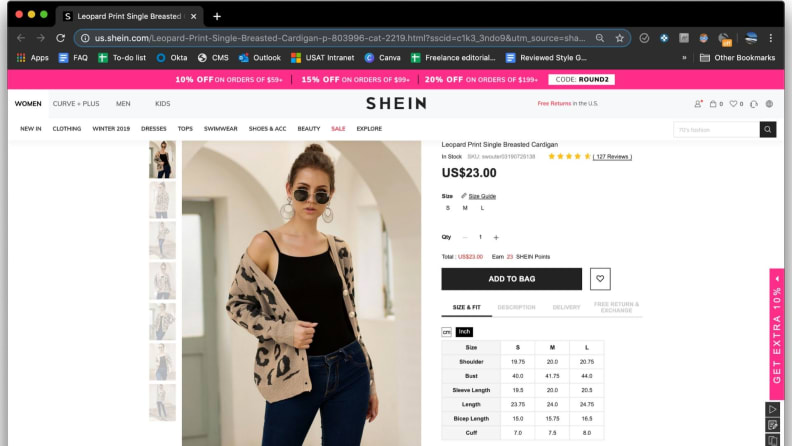 S Leopard Print Single Breasted
us.shein.com/Leopard-Print-Single-Breasted-Cardigan-p-803996-cat-2219.html?sscid=c1k3_3ndo9&utm_source=sha...
Apps FAQ To-do list Okta CMS Outlook USAT Intranet Canva Freelance editorial... Reviewed Style G... » Other Bookmarks
10% OFF ON ORDERS OF $59+ 15% OFF ON ORDERS OF $99+ 20% OFF ON ORDERS OF $199+ CODE: ROUND2
WOMEN CURVE + PLUS MEN KIDS SHEIN Free Returns in the U.S. 0 0
NEW IN CLOTHING WINTER 2019 DRESSES TOPS SWIMWEAR SHOES & ACC BEAUTY SALE EXPLORE 70's fashion
Leopard Print Single Breasted Cardigan
In Stock SKU: ( 127 Reviews )
US$23.00
Size Size Guide
S M L
Qty − 1 +
Total : US$23.00 Earn 23 SHEIN Points
ADD TO BAG
SIZE & FIT DESCRIPTION DELIVERY FREE RETURN & EXCHANGE
cm Inch
Size S M L
Shoulder 19.75 20.0 20.75
Bust 40.0 41.75 44.0
Sleeve Length 19.5 20.0 20.5
Length 23.75 24.0 24.75
Bicep Length 15.0 15.75 16.5
Cuff 7.0 7.5 8.0
GET EXTRA 10%